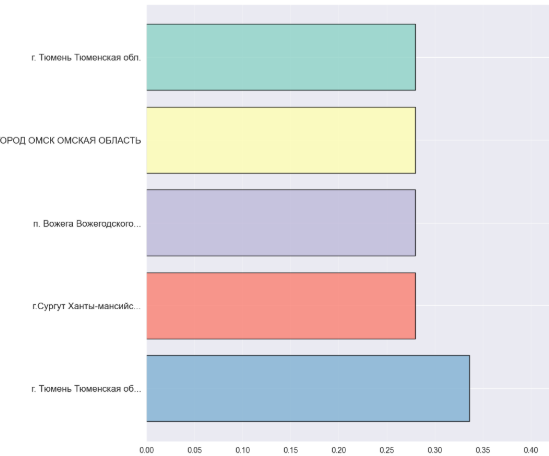 г. Тюмень Тюменская обл.
ОРОД ОМСК ОМСКАЯ ОБЛАСТЬ
п. Вожега Вожегодского...
г.Сургут Ханты-мансийс...
г. Тюмень Тюменская об...
0.00 0.05 0.10 0.15 0.20 0.25 0.30 0.35 0.40